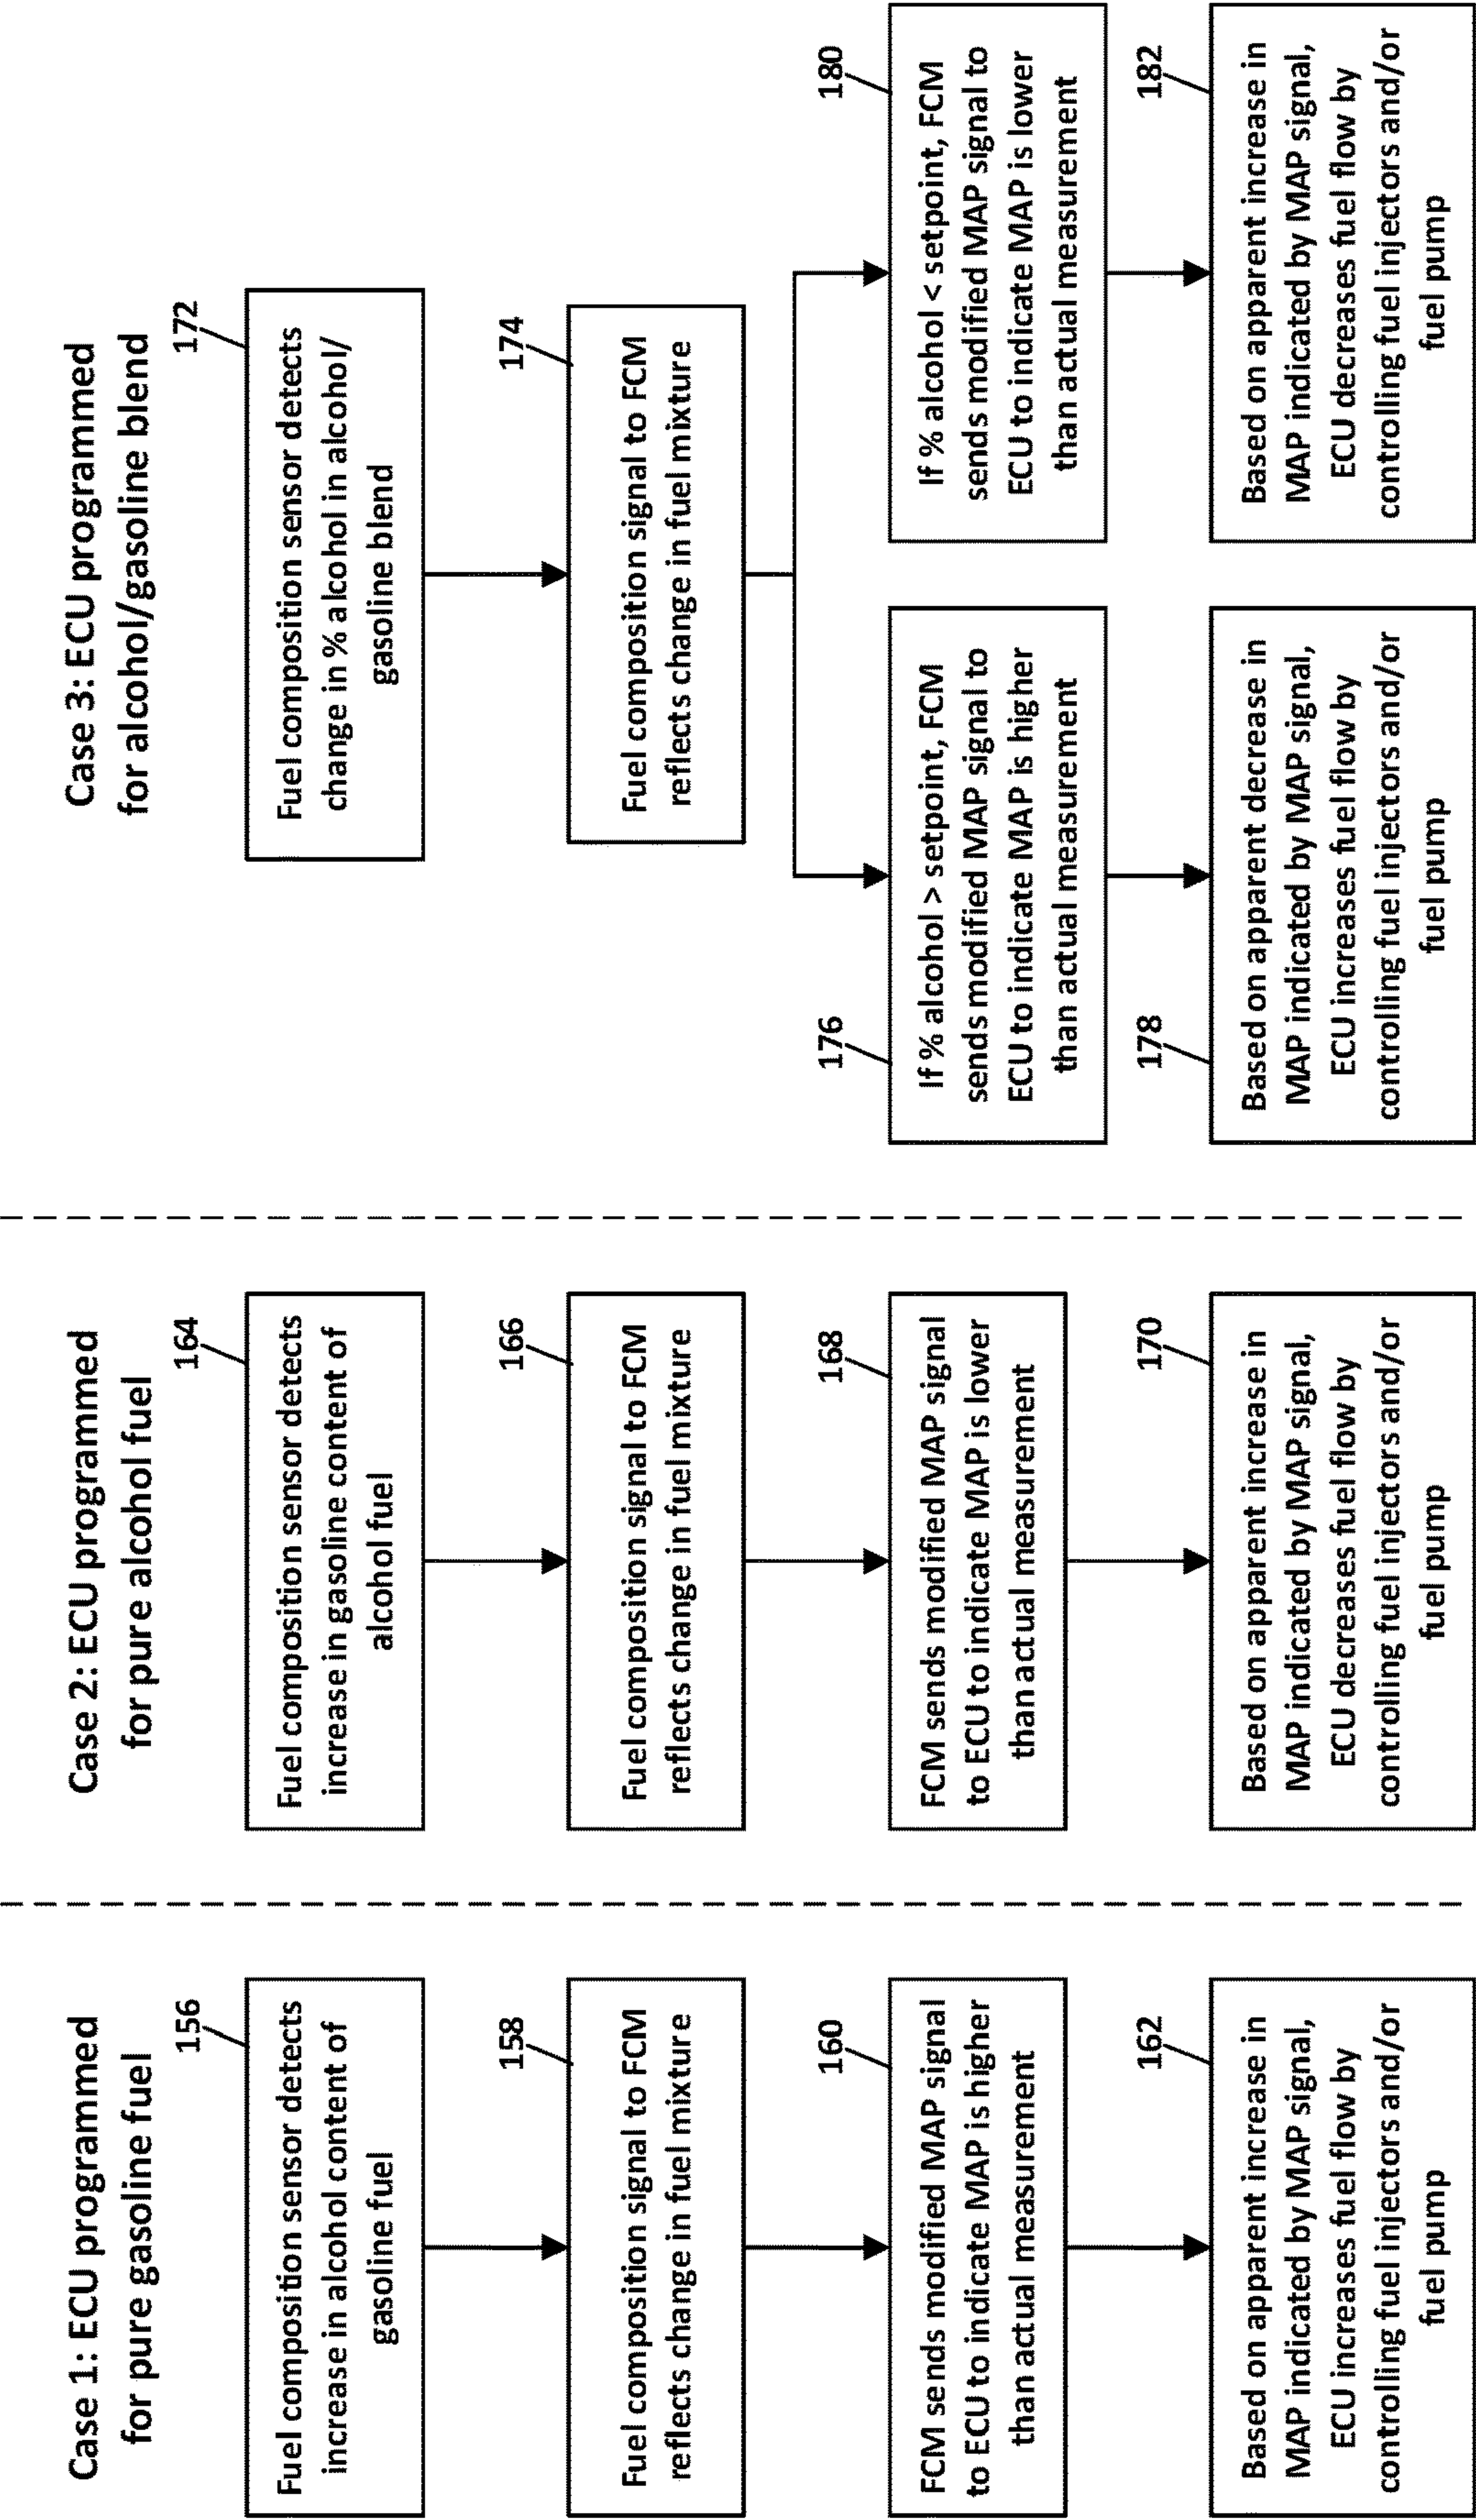 Case 1: ECU programmed
for pure gasoline fuel
156
Fuel composition sensor detects
increase in alcohol content of
gasoline fuel
158
Fuel composition signal to FCM
reflects change in fuel mixture
160
FCM sends modified MAP signal
to ECU to indicate MAP is higher
than actual measurement
162
Based on apparent increase in
MAP indicated by MAP signal,
ECU increases fuel flow by
controlling fuel injectors and/or
fuel pump
Case 2: ECU programmed
for pure alcohol fuel
164
Fuel composition sensor detects
increase in gasoline content of
alcohol fuel
166
Fuel composition signal to FCM
reflects change in fuel mixture
168
FCM sends modified MAP signal
to ECU to indicate MAP is lower
than actual measurement
170
Based on apparent increase in
MAP indicated by MAP signal,
ECU decreases fuel flow by
controlling fuel injectors and/or
fuel pump
Case 3: ECU programmed
for alcohol/gasoline blend
172
Fuel composition sensor detects
change in % alcohol in alcohol/
gasoline blend
174
Fuel composition signal to FCM
reflects change in fuel mixture
176
If % alcohol > setpoint, FCM
sends modified MAP signal to
ECU to indicate MAP is higher
than actual measurement
178
Based on apparent decrease in
MAP indicated by MAP signal,
ECU increases fuel flow by
controlling fuel injectors and/or
fuel pump
180
If % alcohol < setpoint, FCM
sends modified MAP signal to
ECU to indicate MAP is lower
than actual measurement
182
Based on apparent increase in
MAP indicated by MAP signal,
ECU decreases fuel flow by
controlling fuel injectors and/or
fuel pump